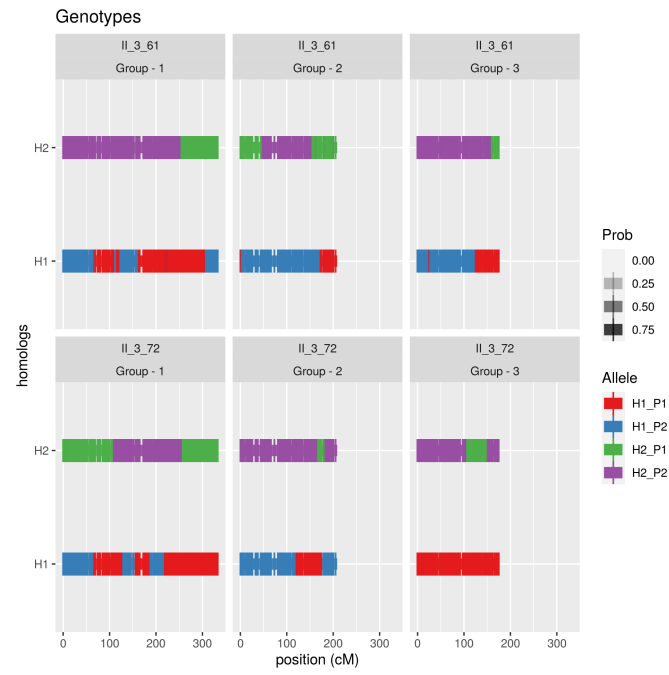 Genotypes
II_3_61
II_3_61
II_3_61
Group - 1
Group - 2
Group - 3
H2
H1
II_3_72
II_3_72
II_3_72
Group - 1
Group - 2
Group - 3
H2
H1
0 100 200 300
0 100 200 300
0 100 200 300
position (cM)
homologs
Prob
0.00
0.25
0.50
0.75
Allele
H1_P1
H1_P2
H2_P1
H2_P2